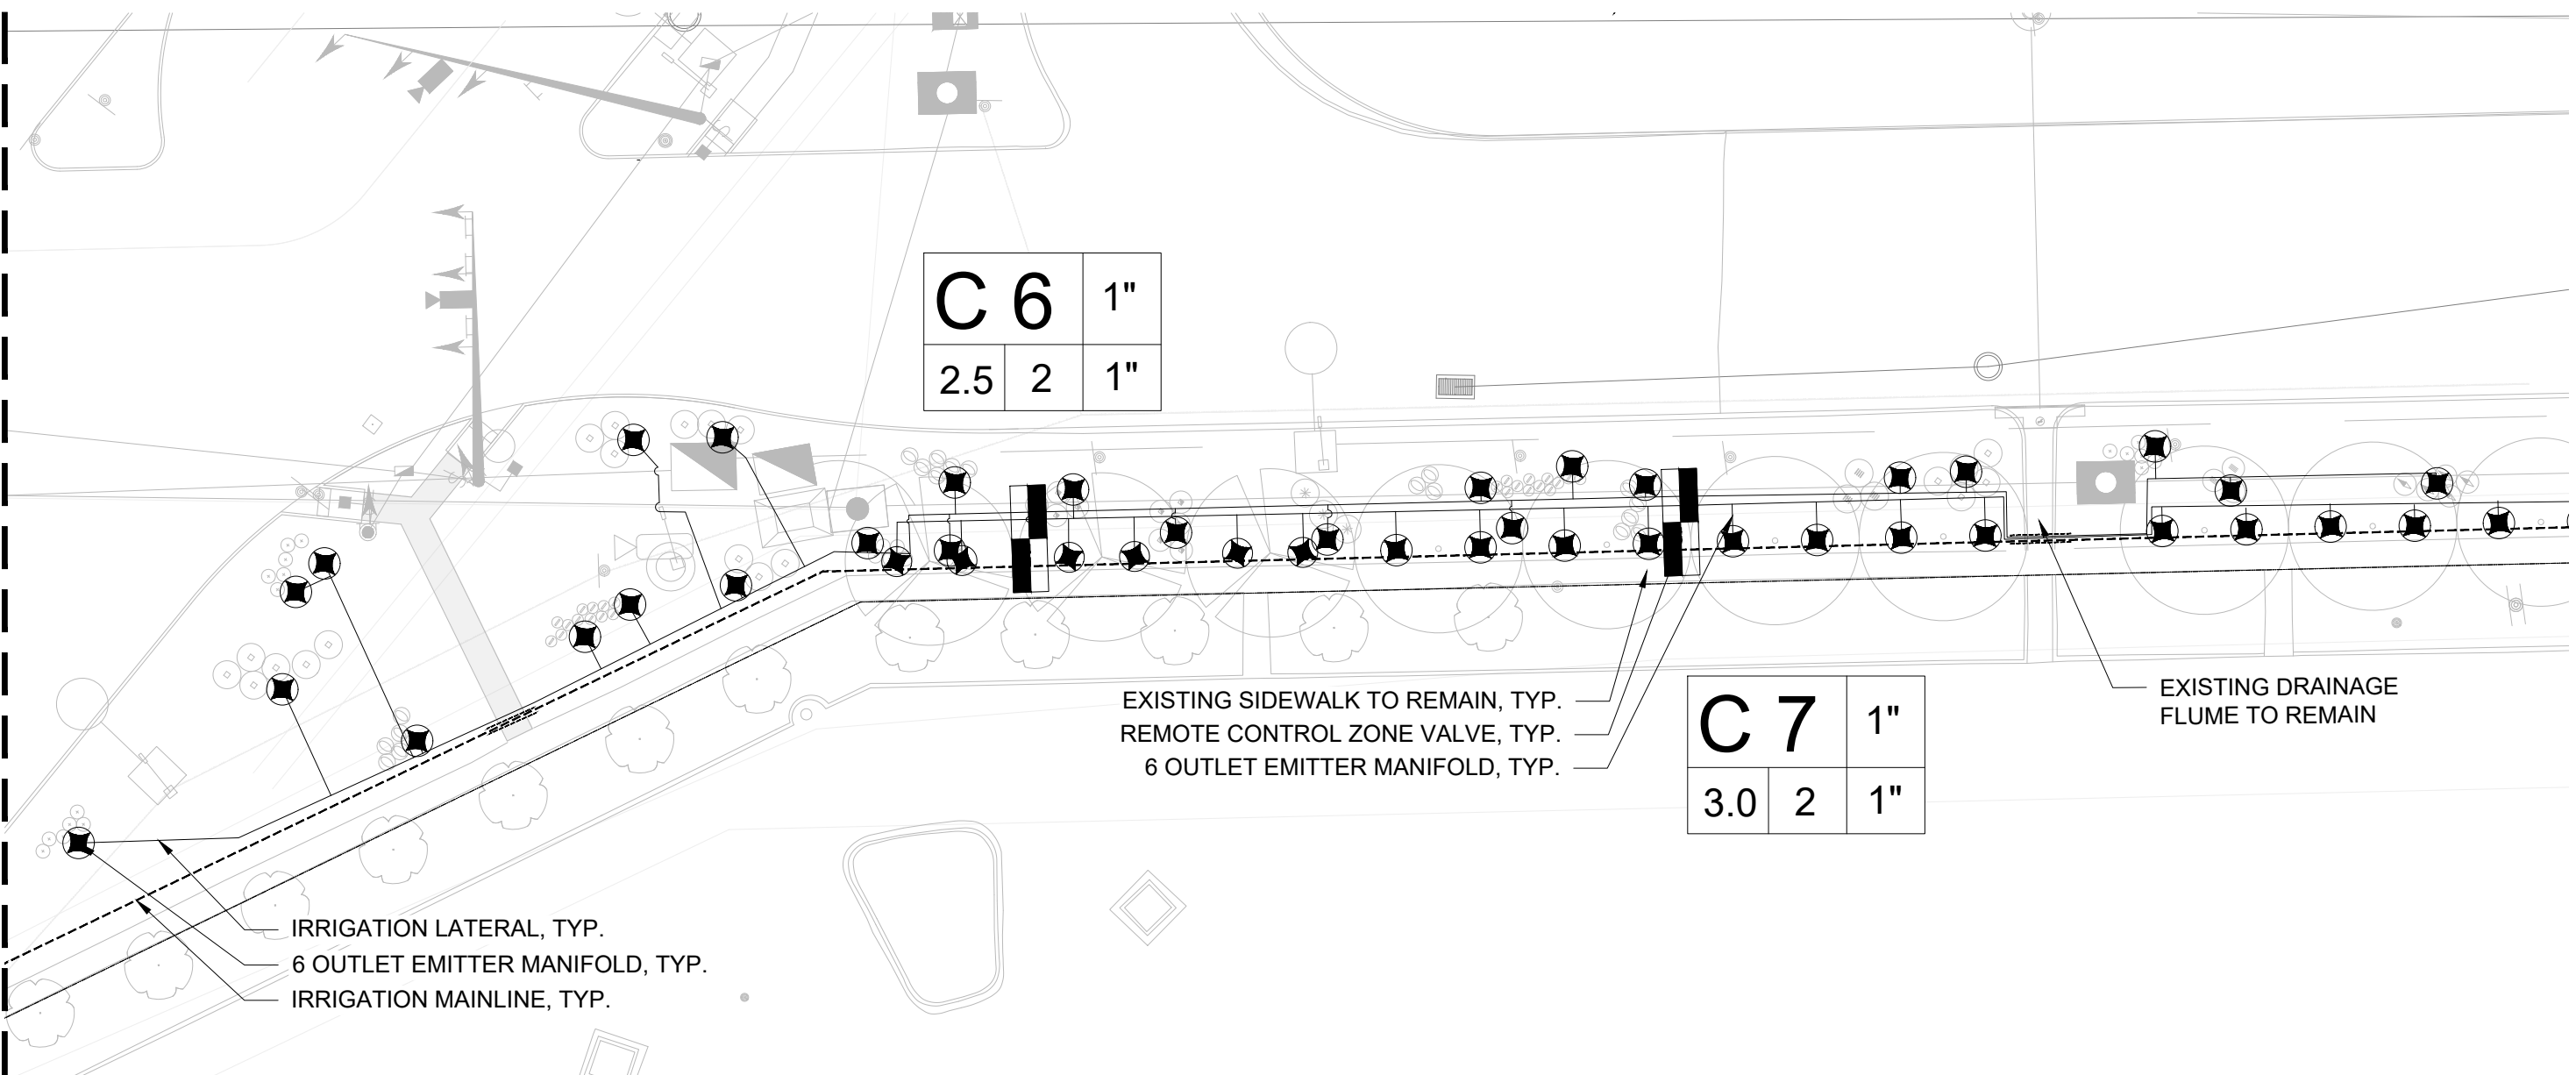 C 6 1"
2.5 2 1"
EXISTING SIDEWALK TO REMAIN, TYP.
REMOTE CONTROL ZONE VALVE, TYP.
6 OUTLET EMITTER MANIFOLD, TYP.
C 7 1"
3.0 2 1"
EXISTING DRAINAGE
FLUME TO REMAIN
IRRIGATION LATERAL, TYP.
6 OUTLET EMITTER MANIFOLD, TYP.
IRRIGATION MAINLINE, TYP.